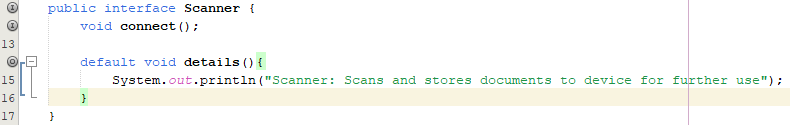 public interface Scanner {
void connect();
13
default void details(){
15 System.out.println("Scanner: Scans and stores documents to device for further use");
16 }
17 }